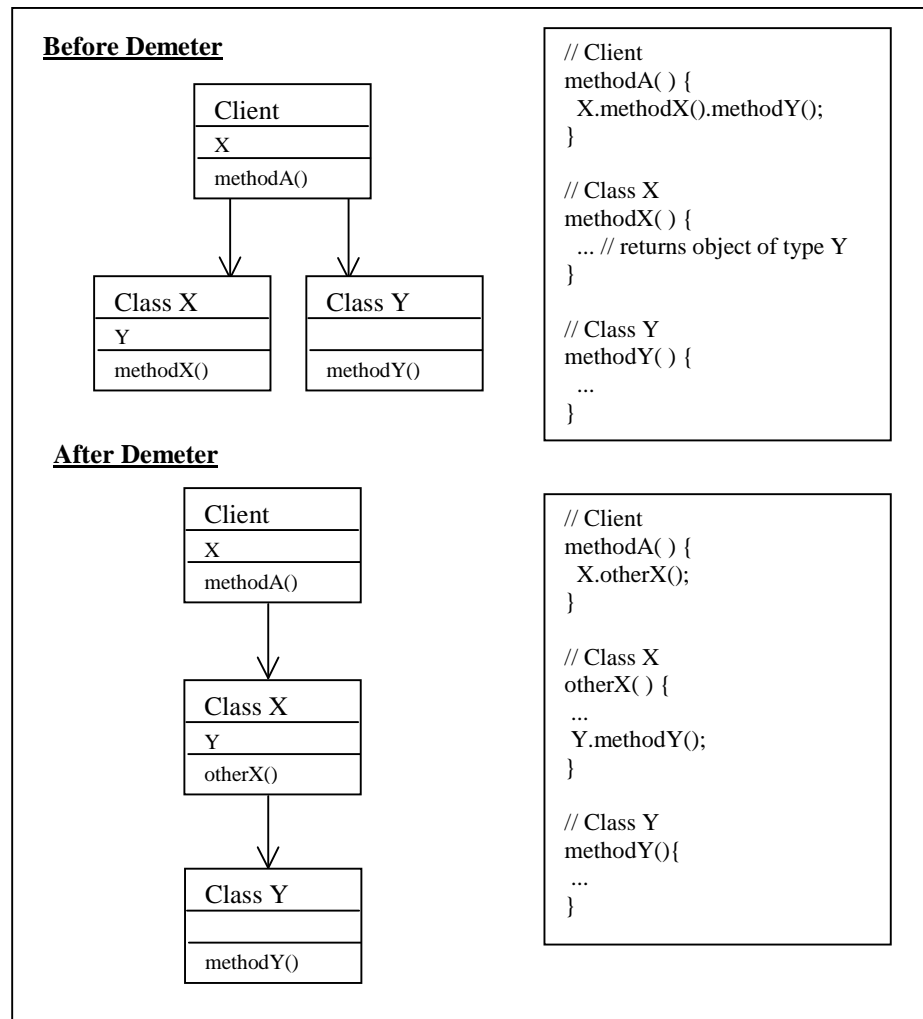 Before Demeter
Client
X
methodA()
Class X
Y
methodX()
Class Y
methodY()
// Client
methodA( ) {
X.methodX().methodY();
}
// Class X
methodX( ) {
... // returns object of type Y
}
// Class Y
methodY( ) {
...
}
After Demeter
Client
X
methodA()
Class X
Y
otherX()
Class Y
methodY()
// Client
methodA( ) {
X.otherX();
}
// Class X
otherX( ) {
...
Y.methodY();
}
// Class Y
methodY(){
...
}